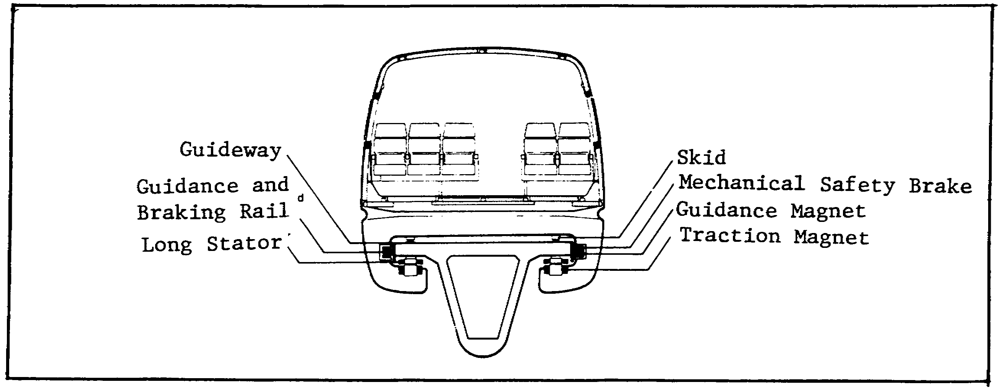 Guideway
Guidance and
Braking Rail
d
Long Stator
Skid
Mechanical Safety Brake
Guidance Magnet
Traction Magnet